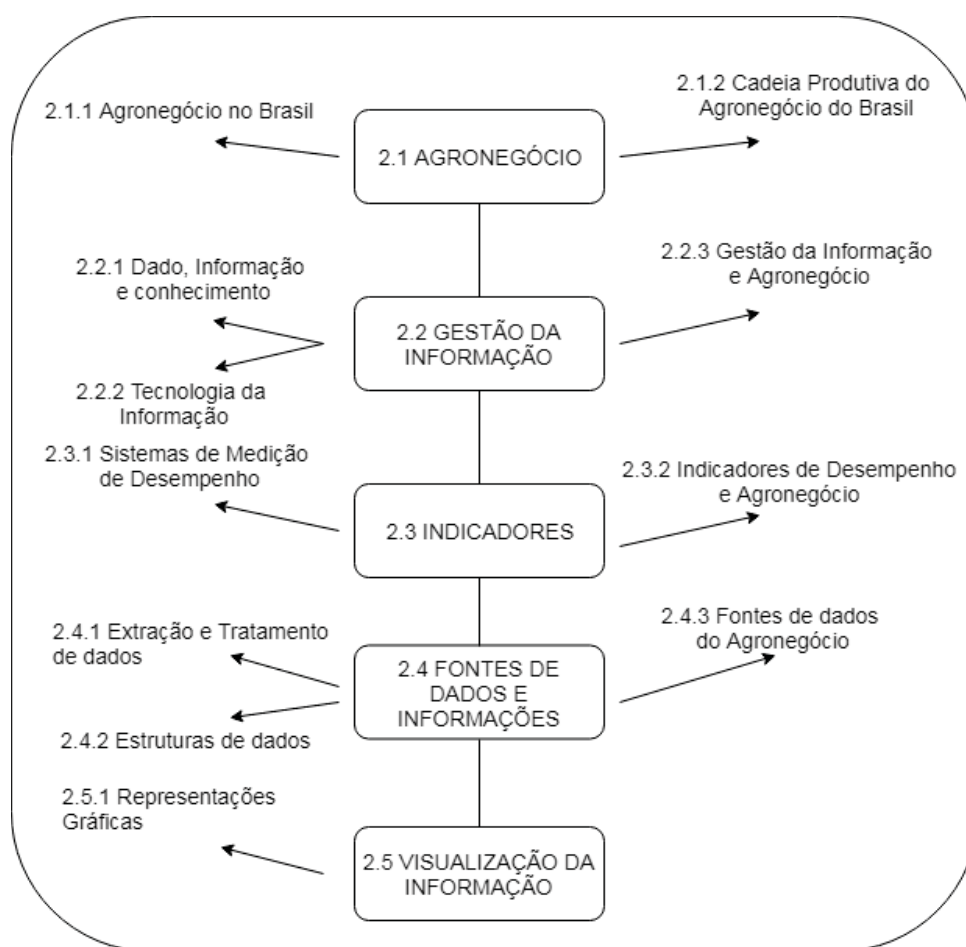 2.1.1 Agronegócio no Brasil
2.1 AGRONEGÓCIO
2.1.2 Cadeia Produtiva do
Agronegócio do Brasil
2.2.1 Dado, Informação
e conhecimento
2.2.2 Tecnologia da
Informação
2.2 GESTÃO DA
INFORMAÇÃO
2.2.3 Gestão da Informação
e Agronegócio
2.3.1 Sistemas de Medição
de Desempenho
2.3 INDICADORES
2.3.2 Indicadores de Desempenho
e Agronegócio
2.4.1 Extração e Tratamento
de dados
2.4.2 Estruturas de dados
2.4 FONTES DE
DADOS E
INFORMAÇÕES
2.4.3 Fontes de dados
do Agronegócio
2.5.1 Representações
Gráficas
2.5 VISUALIZAÇÃO DA
INFORMAÇÃO